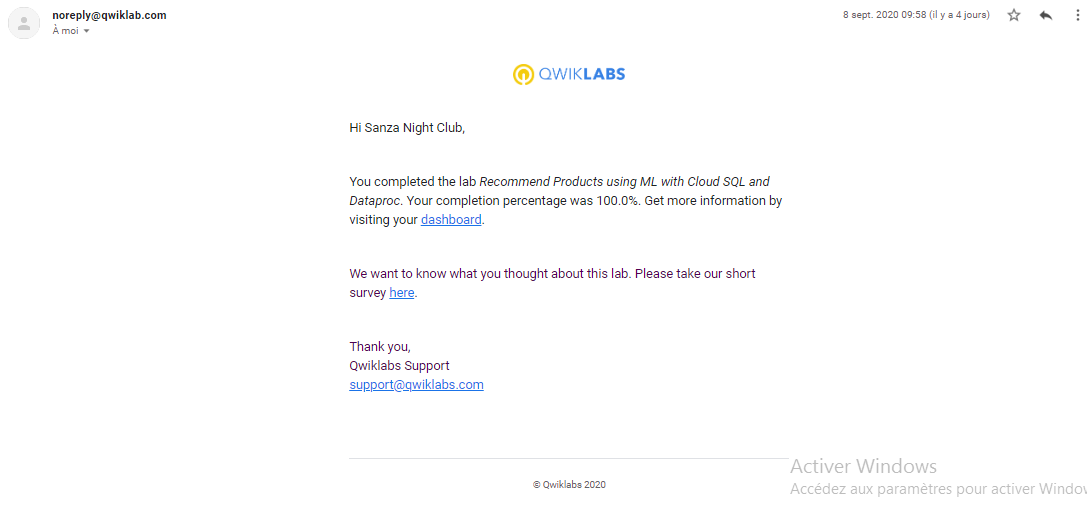 noreply@qwiklab.com
8 sept. 2020 09:58 (il y a 4 jours)
À moi
QWIKLABS
Hi Sanza Night Club,
You completed the lab Recommend Products using ML with Cloud SQL and
Dataproc. Your completion percentage was 100.0%. Get more information by
visiting your dashboard.
We want to know what you thought about this lab. Please take our short
survey here.
Thank you,
Qwiklabs Support
support@qwiklabs.com
© Qwiklabs 2020
Activer Windows
Accédez aux paramètres pour activer Window